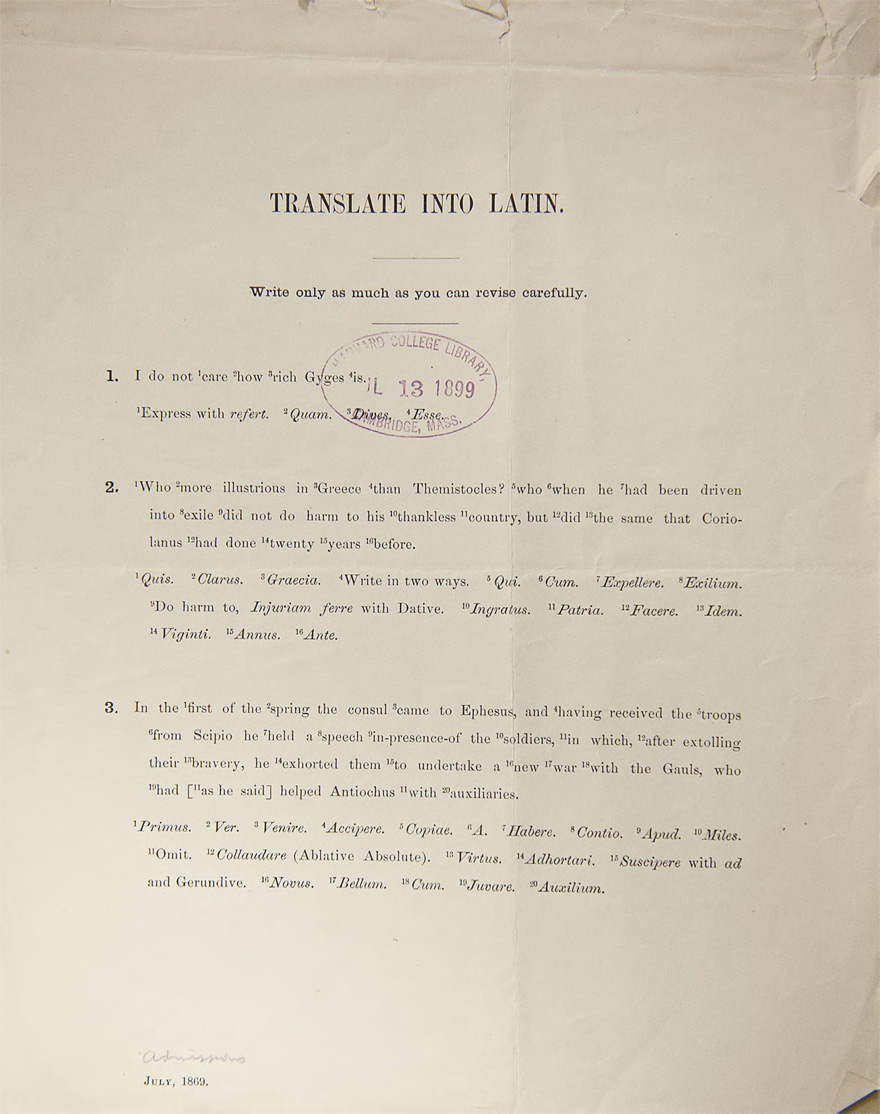 TRANSLATE INTO LATIN.
Write only as much as you can revise carefully.
HARVARD COLLEGE LIBRARY
13 1899
CAMBRIDGE, MASS.
1. I do not ¹care ²how ³rich Gyges ⁴is.
¹Express with refert. ²Quam. ³Dives. ⁴Esse.
2. ¹Who ²more illustrious in ³Greece ⁴than Themistocles? ⁵who ⁶when he ⁷had been driven
into ⁸exile ⁹did not do harm to his ¹⁰thankless ¹¹country, but ¹²did ¹³the same that Corio-
lanus ¹²had done ¹⁴twenty ¹⁵years ¹⁶before.
¹Quis. ²Clarus. ³Graecia. ⁴Write in two ways. ⁵Qui. ⁶Cum. ⁷Expellere. ⁸Exilium.
⁹Do harm to, Injuriam ferre with Dative. ¹⁰Ingratus. ¹¹Patria. ¹²Facere. ¹³Idem.
¹⁴Viginti. ¹⁵Annus. ¹⁶Ante.
3. In the ¹first of the ²spring the consul ³came to Ephesus, and ⁴having received the ⁵troops
⁶from Scipio he ⁷held a ⁸speech ⁹in-presence-of the ¹⁰soldiers, ¹¹in which, ¹²after extolling
their ¹³bravery, he ¹⁴exhorted them ¹⁵to undertake a ¹⁶new ¹⁷war ¹⁸with the Gauls, who
¹⁹had [¹¹as he said] helped Antiochus ¹¹with ²⁰auxiliaries.
¹Primus. ²Ver. ³Venire. ⁴Accipere. ⁵Copiae. ⁶A. ⁷Habere. ⁸Contio. ⁹Apud. ¹⁰Miles.
¹¹Omit. ¹²Collaudare (Ablative Absolute). ¹³Virtus. ¹⁴Adhortari. ¹⁵Suscipere with ad
and Gerundive. ¹⁶Novus. ¹⁷Bellum. ¹⁸Cum. ¹⁹Juvare. ²⁰Auxilium.
Admissions
JULY, 1869.